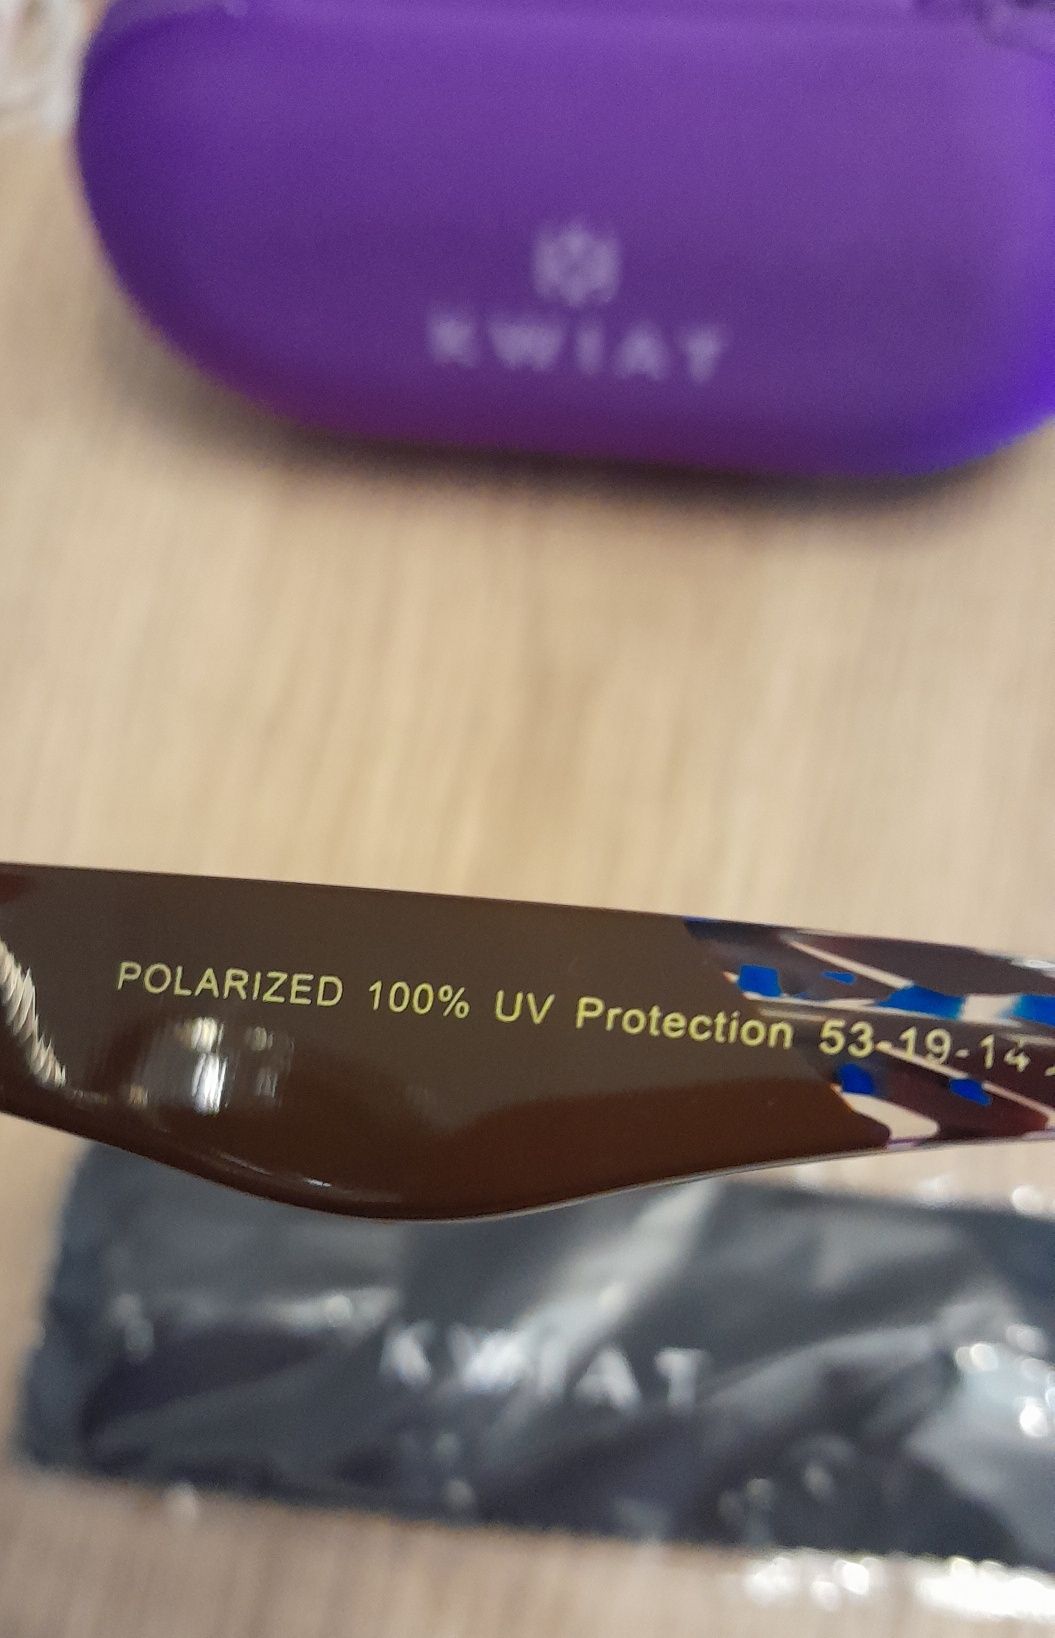 KWIAT
POLARIZED 100% UV Protection 53-19-14
KWIAT